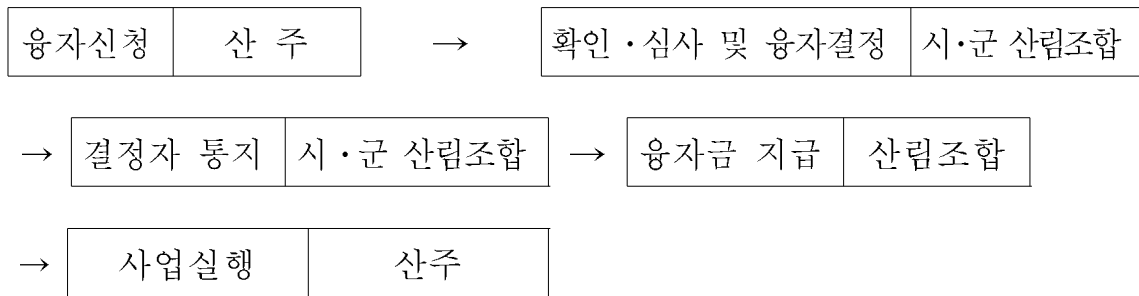 융자신청 산 주 → 확인·심사 및 융자결정 시·군 산림조합
→ 결정자 통지 시·군 산림조합 → 융자금 지급 산림조합
→ 사업실행 산주